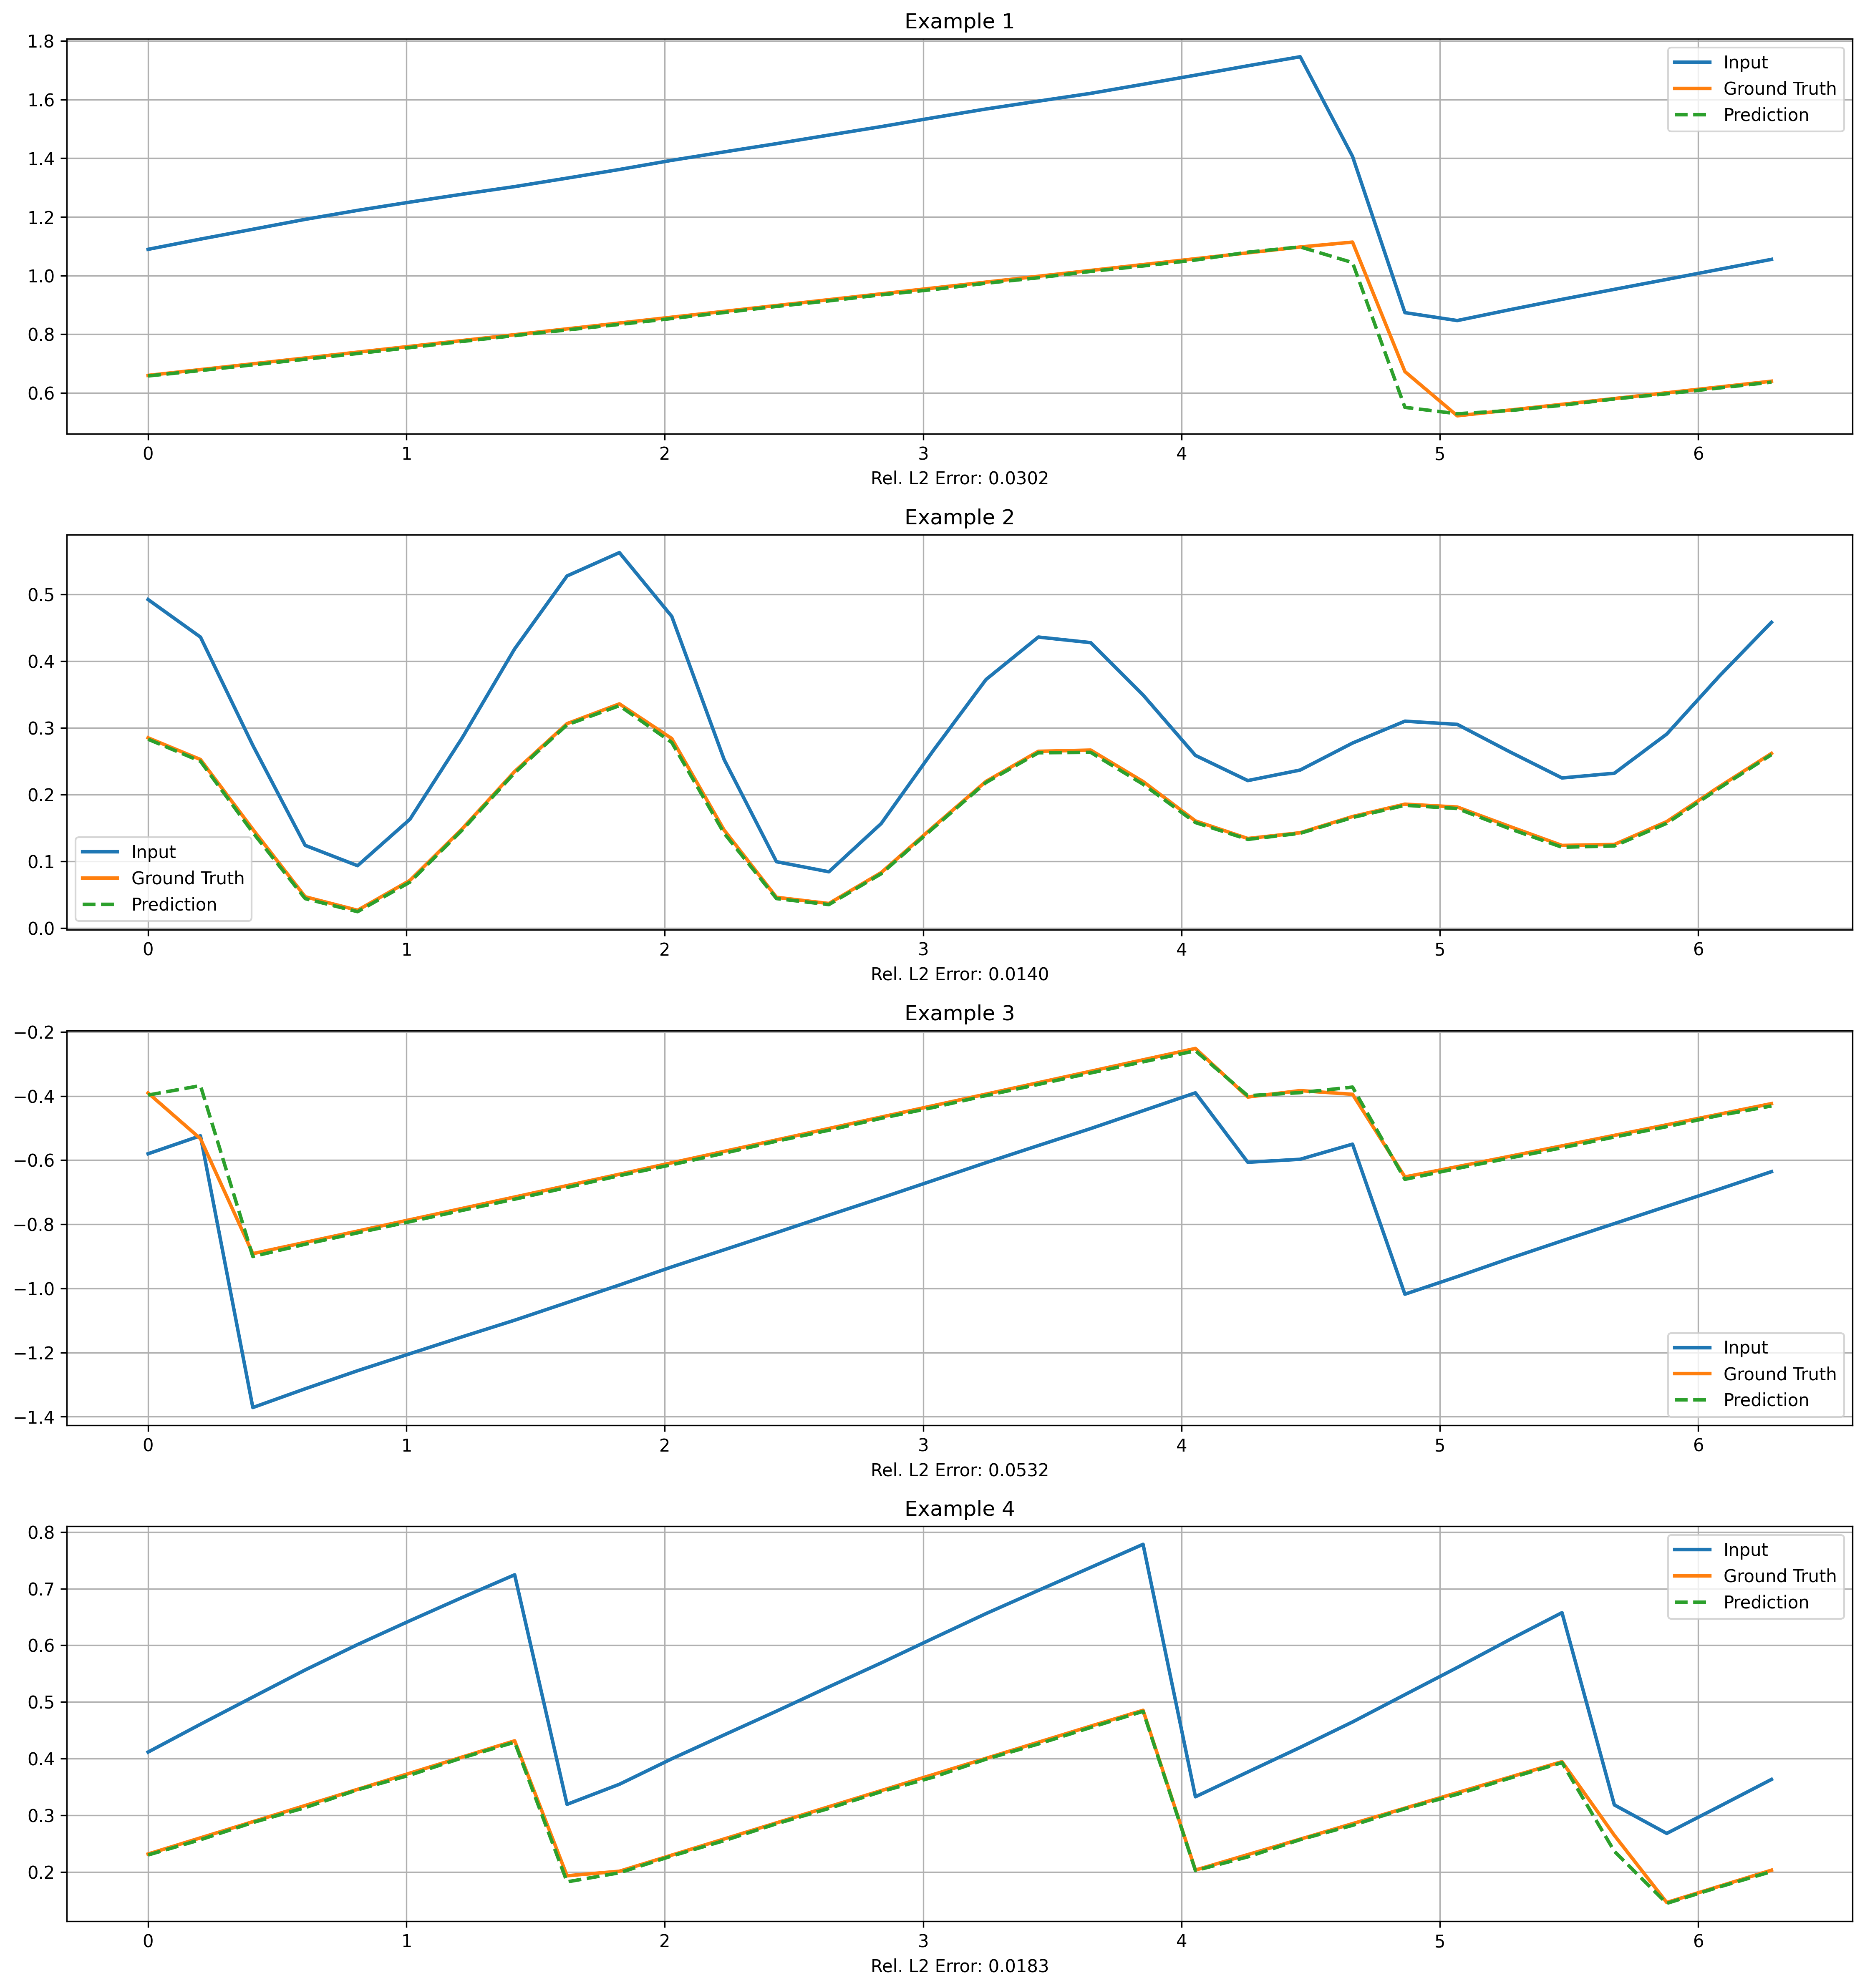 Example 1
1.8
1.6
1.4
1.2
1.0
0.8
0.6
Input
Ground Truth
Prediction
0 1 2 3 4 5 6
Rel. L2 Error: 0.0302
Example 2
0.5
0.4
0.3
0.2
0.1
0.0
Input
Ground Truth
Prediction
0 1 2 3 4 5 6
Rel. L2 Error: 0.0140
Example 3
−0.2
−0.4
−0.6
−0.8
−1.0
−1.2
−1.4
Input
Ground Truth
Prediction
0 1 2 3 4 5 6
Rel. L2 Error: 0.0532
Example 4
0.8
0.7
0.6
0.5
0.4
0.3
0.2
Input
Ground Truth
Prediction
0 1 2 3 4 5 6
Rel. L2 Error: 0.0183